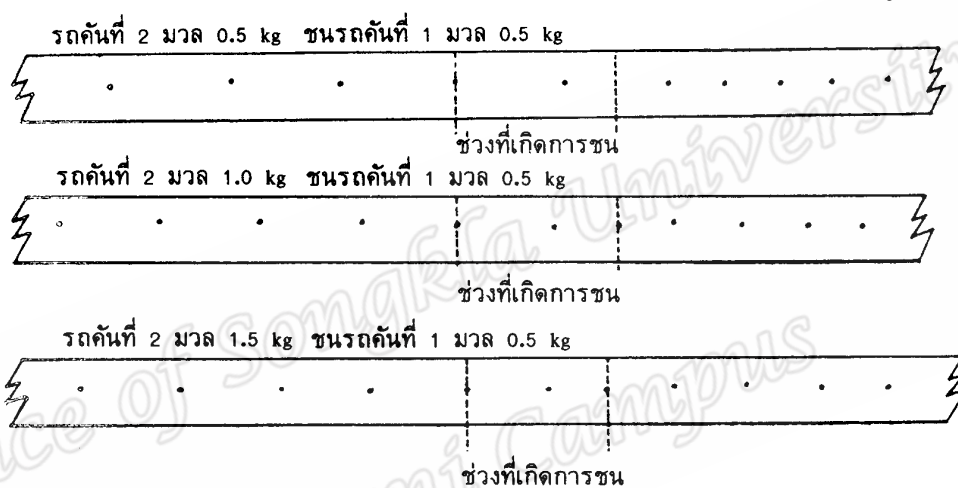 รถคันที่ 2 มวล 0.5 kg ชนรถคันที่ 1 มวล 0.5 kg
ช่วงที่เกิดการชน
รถคันที่ 2 มวล 1.0 kg ชนรถคันที่ 1 มวล 0.5 kg
ช่วงที่เกิดการชน
รถคันที่ 2 มวล 1.5 kg ชนรถคันที่ 1 มวล 0.5 kg
ช่วงที่เกิดการชน
of Songkla Universit
Campus